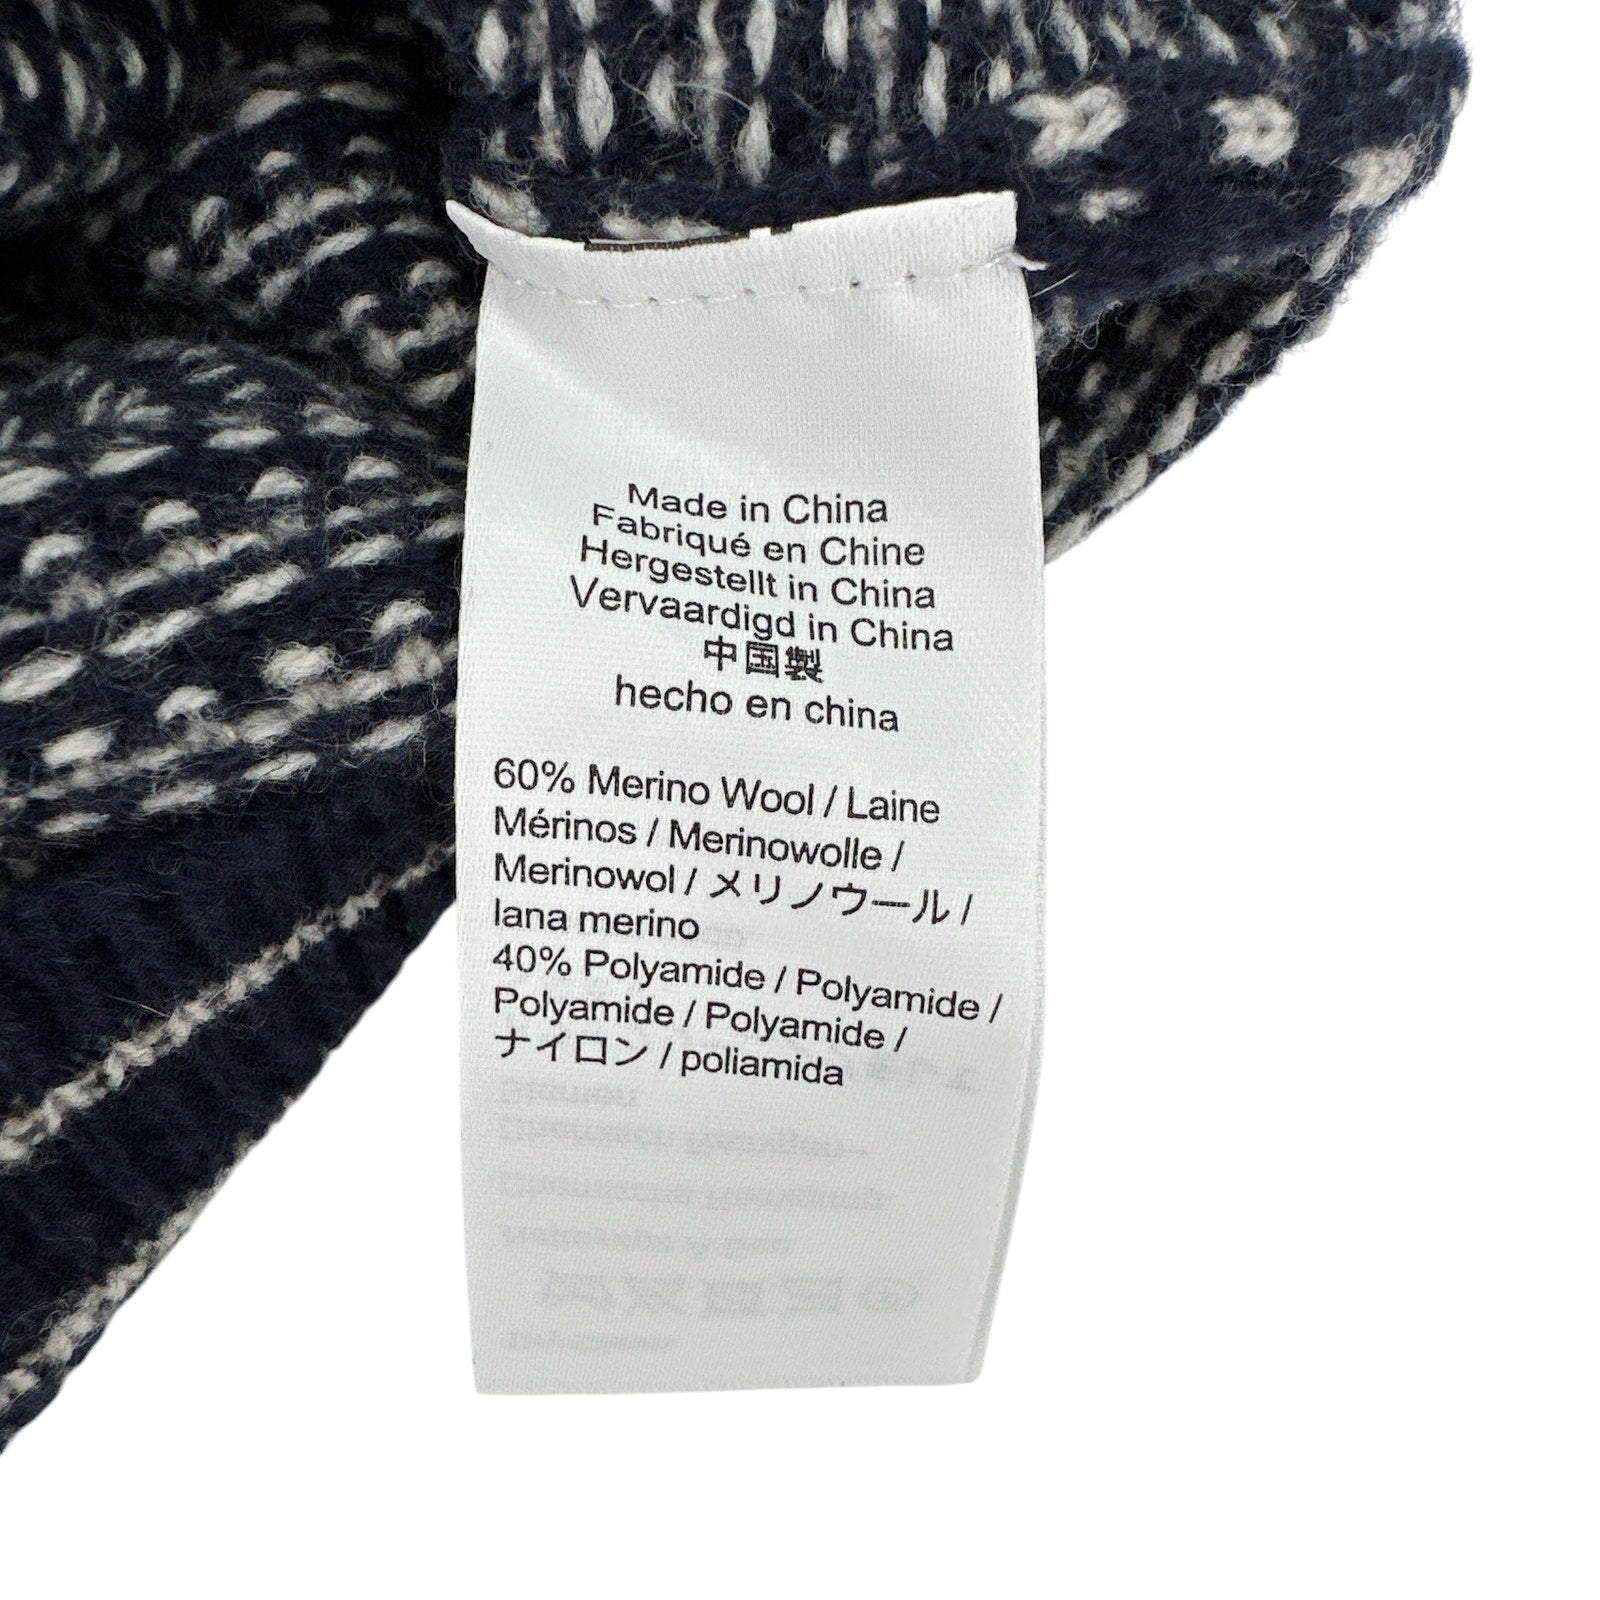 Made in China
Fabriqué en Chine
Hergestellt in China
Vervaardigd in China
中国製
hecho en china
60% Merino Wool / Laine
Mérinos / Merinowolle /
Merinowol / メリノウール /
lana merino
40% Polyamide / Polyamide /
Polyamide / Polyamide /
ナイロン / poliamida